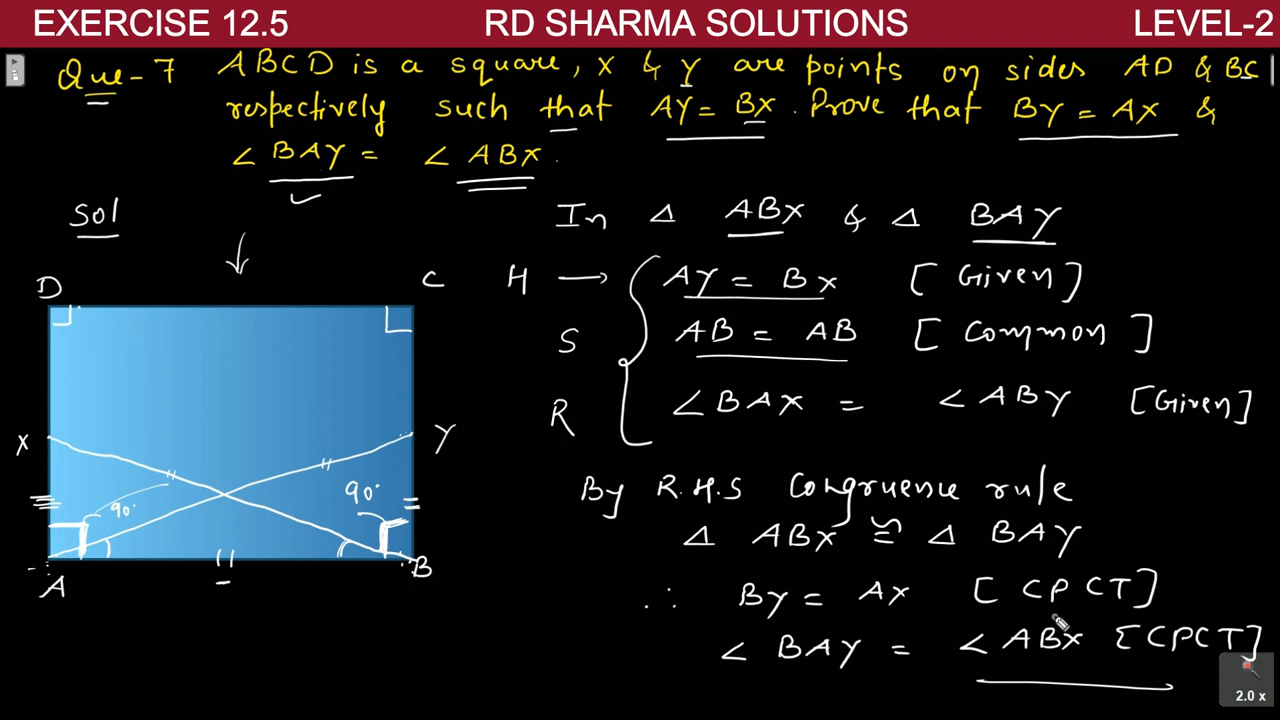 EXERCISE 12.5 RD SHARMA SOLUTIONS LEVEL-2
Que-7 ABCD is a square, X & Y are points on sides AD & BC
respectively such that AY = BX. Prove that BY = AX &
∠ BAY = ∠ ABX.
Sol
In Δ ABX & Δ BAY
D C
H → AY = BX [Given]
S AB = AB [Common]
R ∠BAX = ∠ABY [Given]
X Y
90° 90°
A B
By R.H.S Congruence rule
Δ ABX ≅ Δ BAY
∴ BY = AX [CPCT]
∠ BAY = ∠ ABX [CPCT]
2.0 x